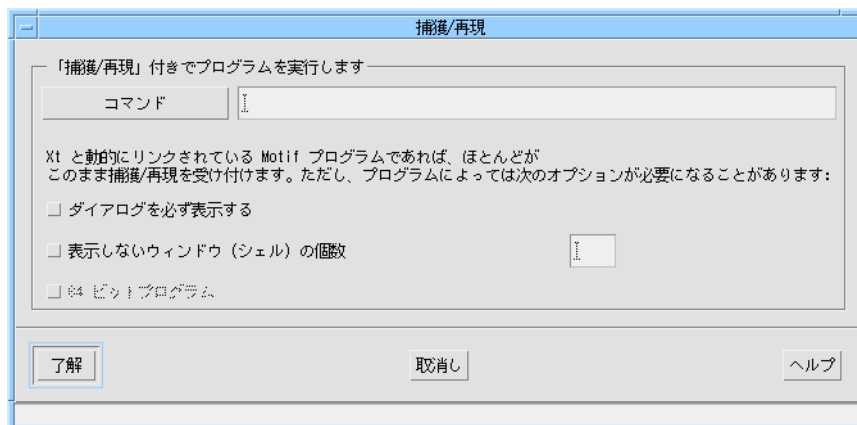 捕獲/再現
「捕獲/再現」付きでプログラムを実行します
コマンド
Xt と動的にリンクされている Motif プログラムであれば、ほとんどが
このまま捕獲/再現を受け付けます。ただし、プログラムによっては次のオプションが必要になることがあります:
ダイアログを必ず表示する
表示しないウィンドウ (シェル) の個数
64 ビットプログラム
了解
取消し
ヘルプ